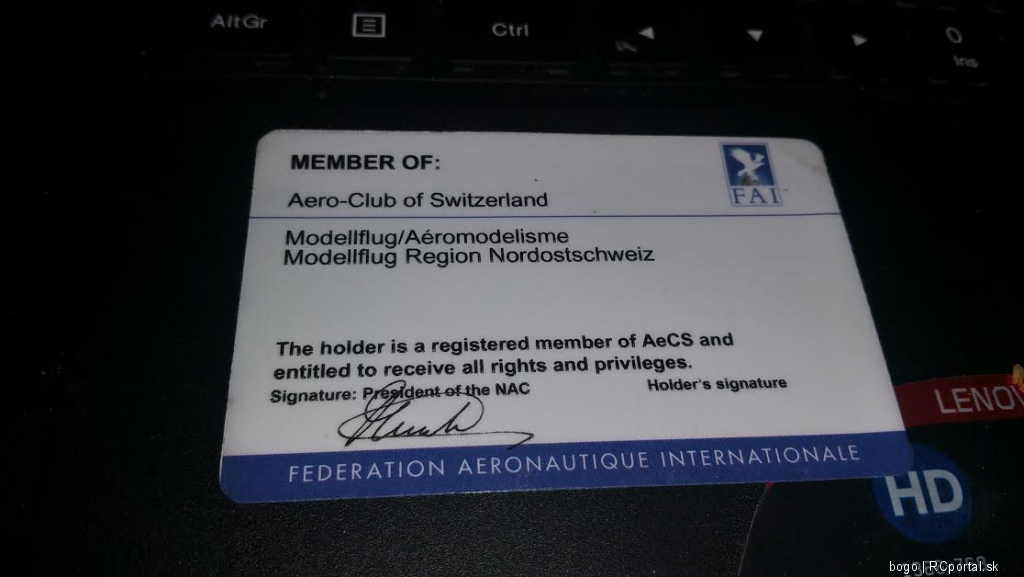 AltGr
Ctrl
0
Ins
MEMBER OF:
FAI
Aero-Club of Switzerland
Modellflug/Aéromodelisme
Modellflug Region Nordostschweiz
The holder is a registered member of AeCS and
entitled to receive all rights and privileges.
Signature: President of the NAC
Holder's signature
FEDERATION AERONAUTIQUE INTERNATIONALE
HD
bogo | RCportal.sk